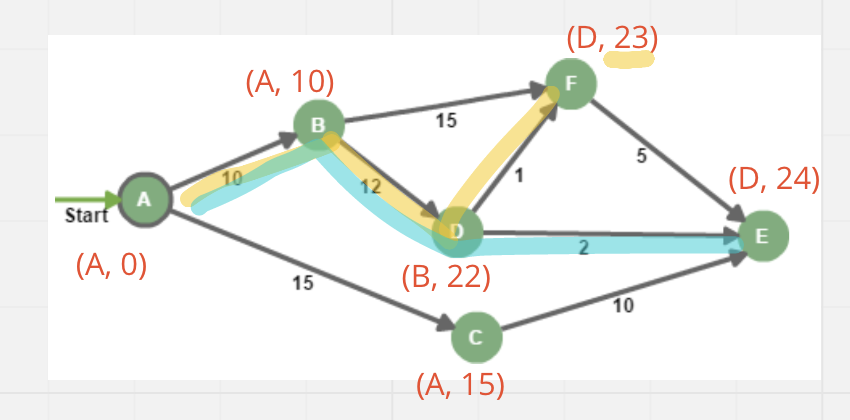 (D, 23)
F
(A, 10)
B
15
5
10
12
1
(D, 24)
A
Start
D
2
E
(A, 0)
(B, 22)
15
10
C
(A, 15)